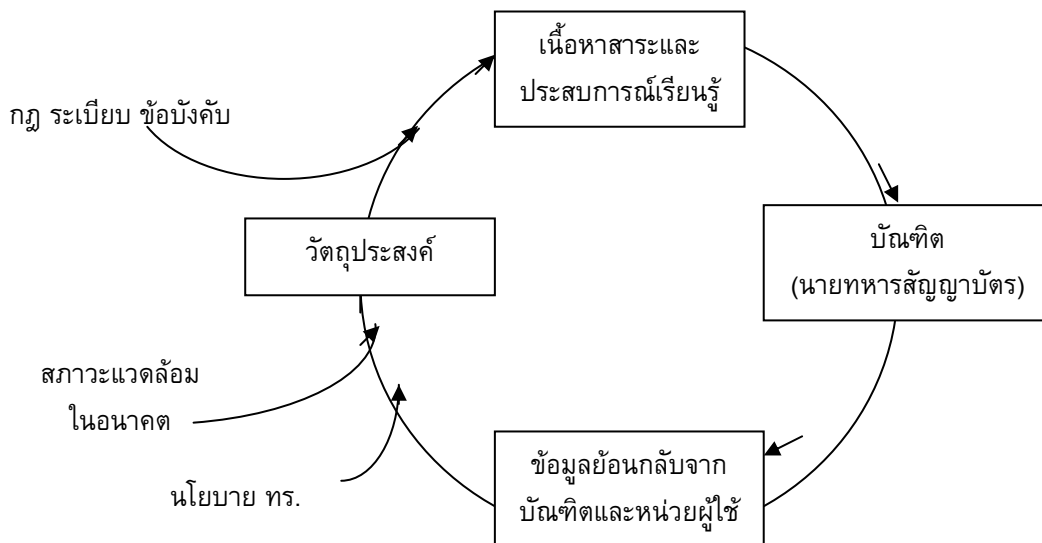 เนื้อหาสาระและ
ประสบการณ์เรียนรู้
กฎ ระเบียบ ข้อบังคับ
วัตถุประสงค์
บัณฑิต
(นายทหารสัญญาบัตร)
สภาวะแวดล้อม
ในอนาคต
ข้อมูลย้อนกลับจาก
บัณฑิตและหน่วยผู้ใช้
นโยบาย ทร.